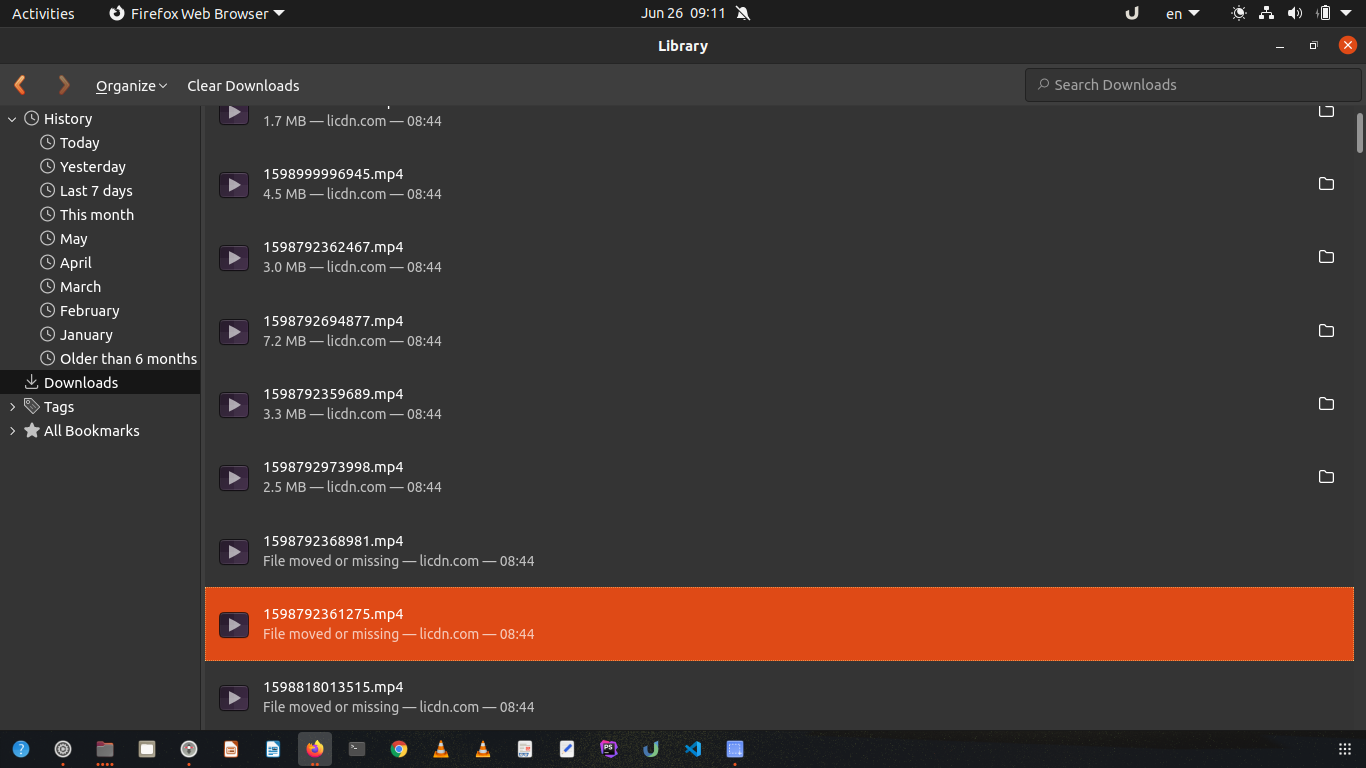 Activities
Firefox Web Browser
Jun 26 09:11
en
Library
Organize
Clear Downloads
Search Downloads
History
Today
Yesterday
Last 7 days
This month
May
April
March
February
January
Older than 6 months
Downloads
Tags
All Bookmarks
1.7 MB — licdn.com — 08:44
1598999996945.mp4
4.5 MB — licdn.com — 08:44
1598792362467.mp4
3.0 MB — licdn.com — 08:44
1598792694877.mp4
7.2 MB — licdn.com — 08:44
1598792359689.mp4
3.3 MB — licdn.com — 08:44
1598792973998.mp4
2.5 MB — licdn.com — 08:44
1598792368981.mp4
File moved or missing — licdn.com — 08:44
1598792361275.mp4
File moved or missing — licdn.com — 08:44
1598818013515.mp4
File moved or missing — licdn.com — 08:44
PS